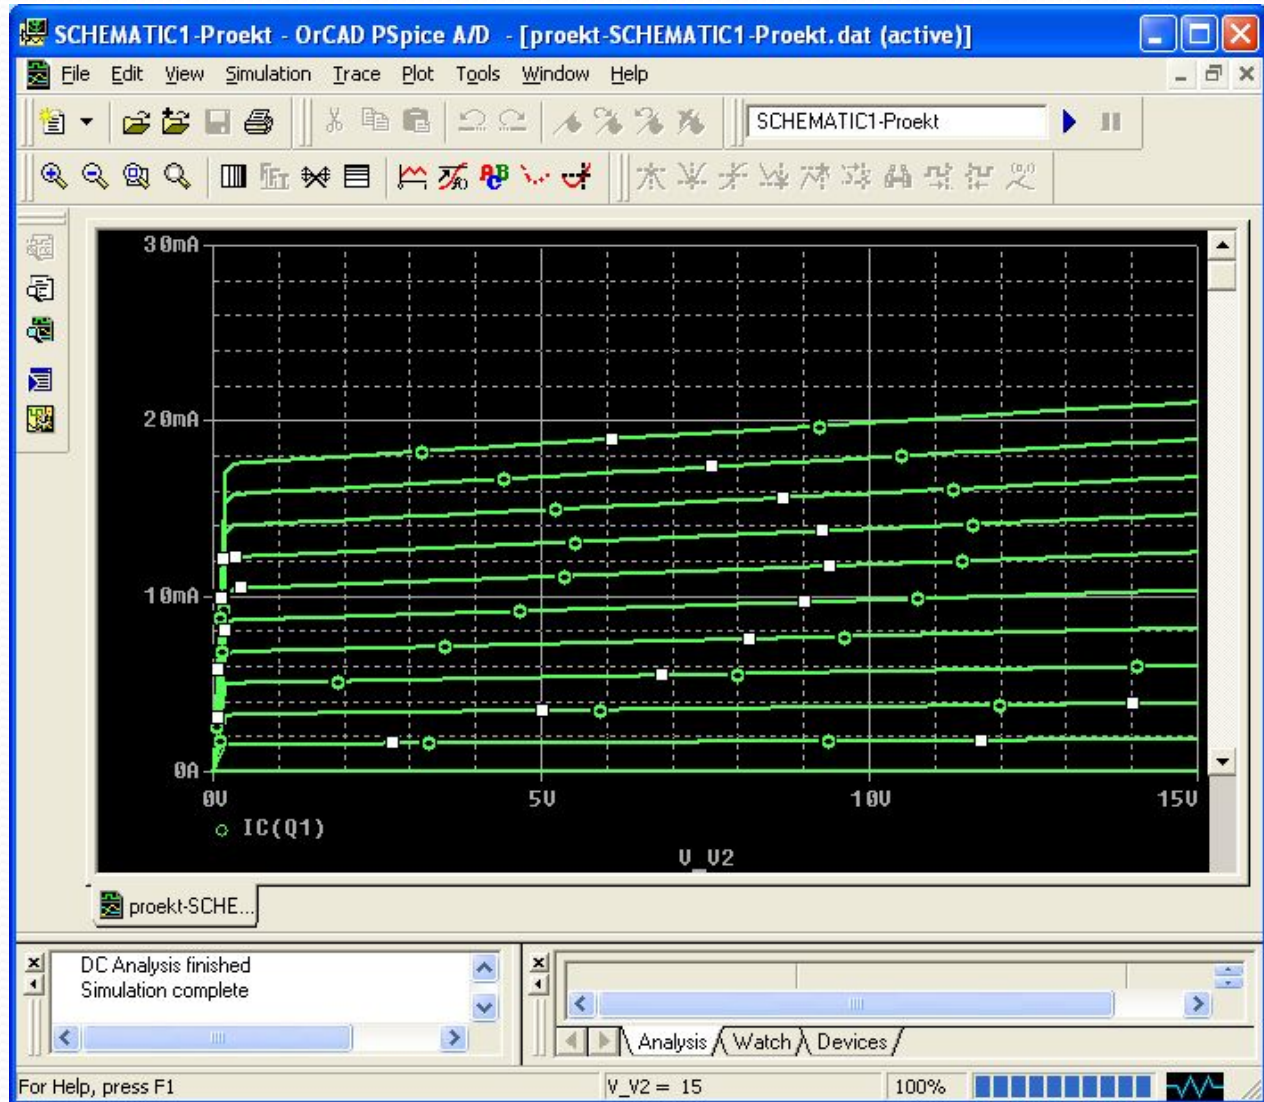 SCHEMATIC1-Proekt - OrCAD PSpice A/D - [proekt-SCHEMATIC1-Proekt.dat (active)]
File Edit View Simulation Trace Plot Tools Window Help
SCHEMATIC1-Proekt
30mA
20mA
10mA
0A
0V 5V 10V 15V
IC(Q1)
V_V2
proekt-SCHE...
DC Analysis finished
Simulation complete
Analysis Watch Devices
For Help, press F1 V_V2 = 15 100%